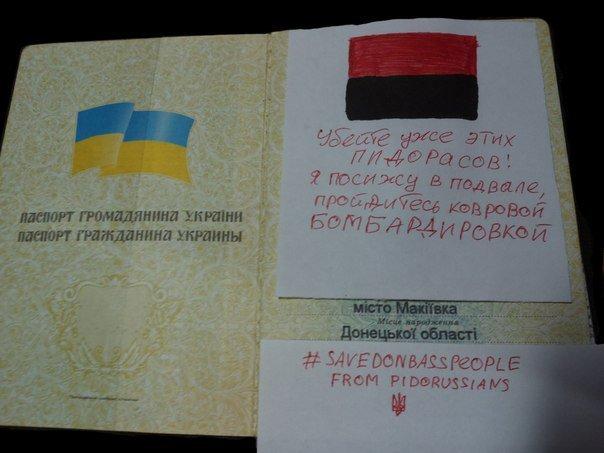 ПАСПОРТ ГРОМАДЯНИНА УКРАЇНИ
ПАСПОРТ ГРАЖДАНИНА УКРАИНЫ
Убейте уже этих
ПИДОРАСОВ!
Я посижу в подвале,
пройдитесь ковровой
БОМБАРДИРОВКОЙ
місто Макіївка
Місце народження
Донецької області
# SAVEDONBASSPEOPLE
FROM PIDORUSSIANS